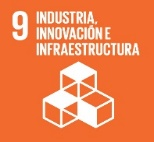 9 INDUSTRIA,
INNOVACIÓN E
INFRAESTRUCTURA